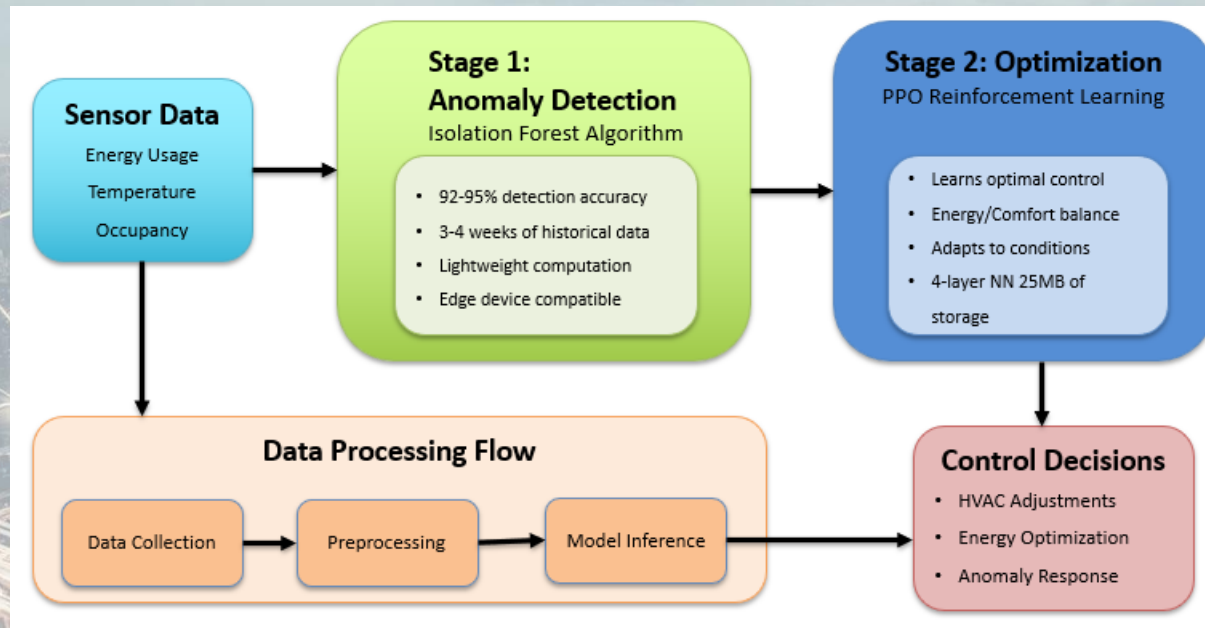 Sensor Data
Energy Usage
Temperature
Occupancy
Stage 1:
Anomaly Detection
Isolation Forest Algorithm
• 92-95% detection accuracy
• 3-4 weeks of historical data
• Lightweight computation
• Edge device compatible
Stage 2: Optimization
PPO Reinforcement Learning
• Learns optimal control
• Energy/Comfort balance
• Adapts to conditions
• 4-layer NN 25MB of
storage
Data Processing Flow
Data Collection
Preprocessing
Model Inference
Control Decisions
• HVAC Adjustments
• Energy Optimization
• Anomaly Response